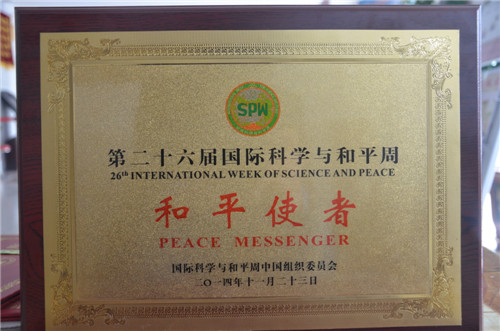 SPW
第二十六届国际科学与和平周
26th INTERNATIONAL WEEK OF SCIENCE AND PEACE
和平使者
PEACE MESSENGER
国际科学与和平周中国组织委员会
二〇一四年十一月二十三日